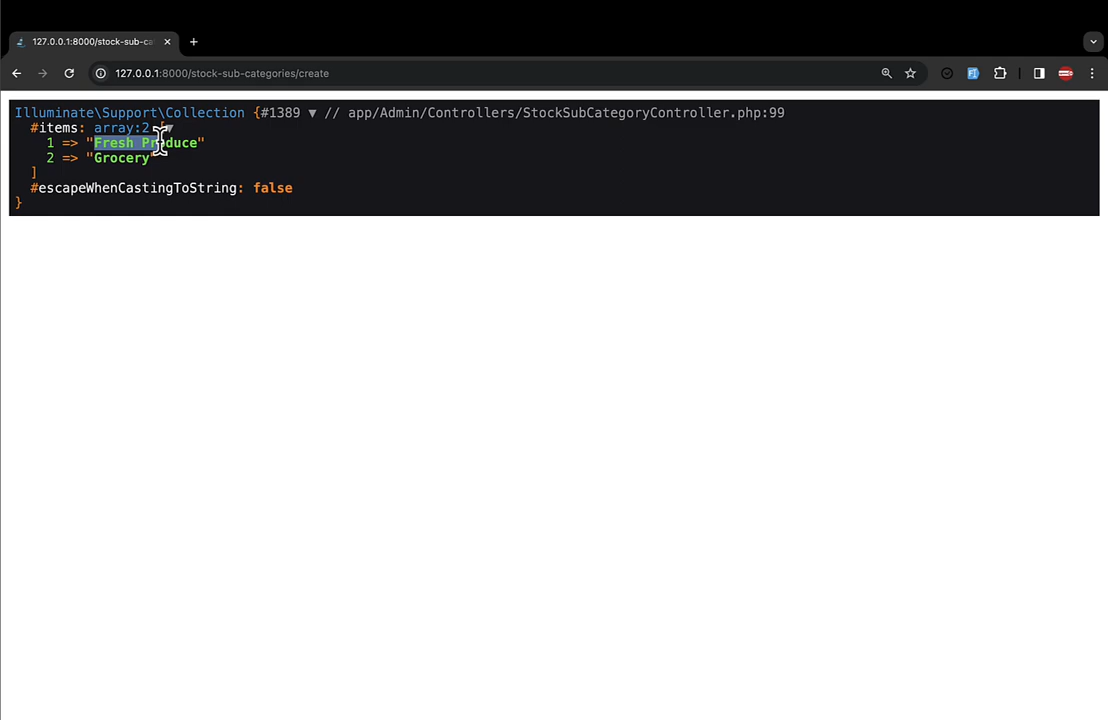 127.0.0.1:8000/stock-sub-ca
127.0.0.1:8000/stock-sub-categories/create
Illuminate\Support\Collection {#1389 ▼ // app/Admin/Controllers/StockSubCategoryController.php:99
#items: array:2 [▼
1 => "Fresh Produce"
2 => "Grocery"
]
#escapeWhenCastingToString: false
}